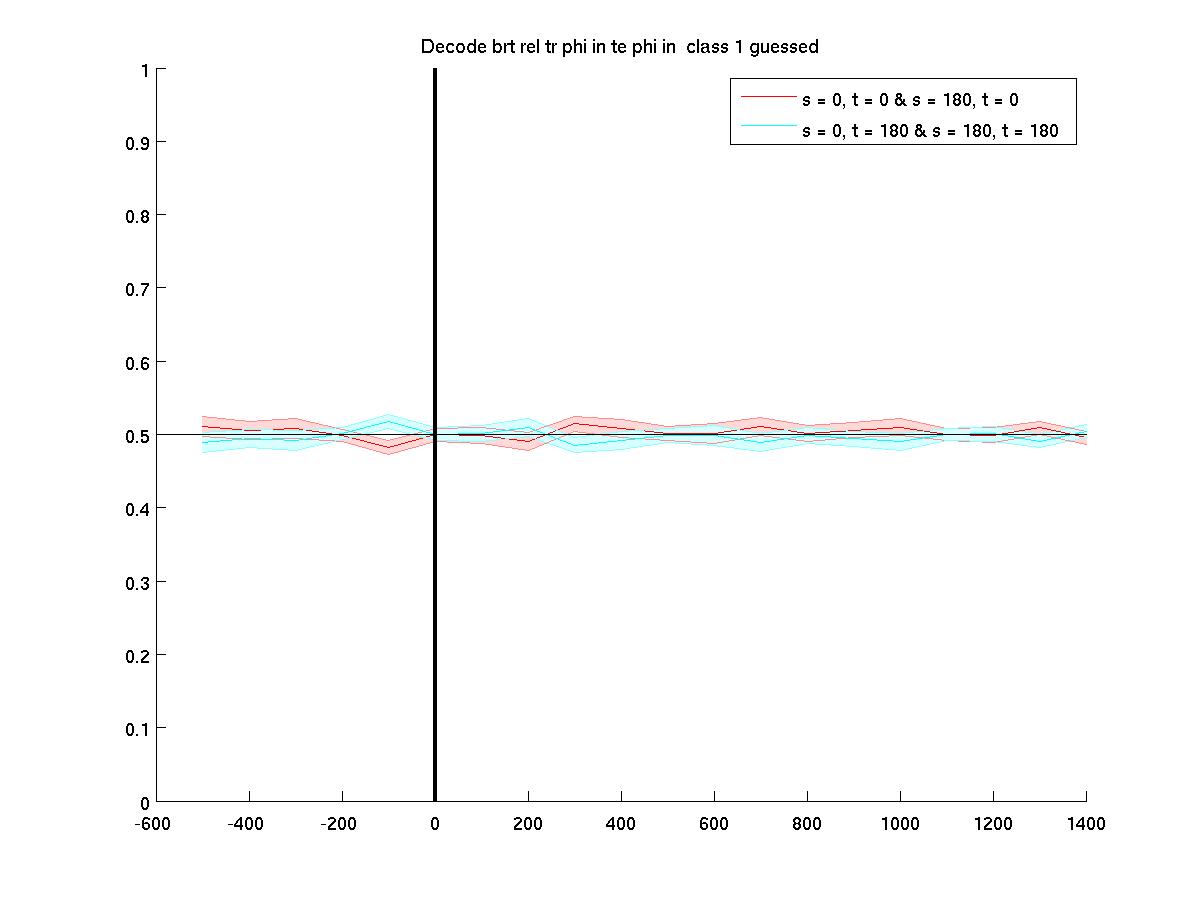 Decode brt rel tr phi in te phi in  class 1 guessed
s = 0, t = 0 & s = 180, t = 0
s = 0, t = 180 & s = 180, t = 180
1
0.9
0.8
0.7
0.6
0.5
0.4
0.3
0.2
0.1
0
-600 -400 -200 0 200 400 600 800 1000 1200 1400